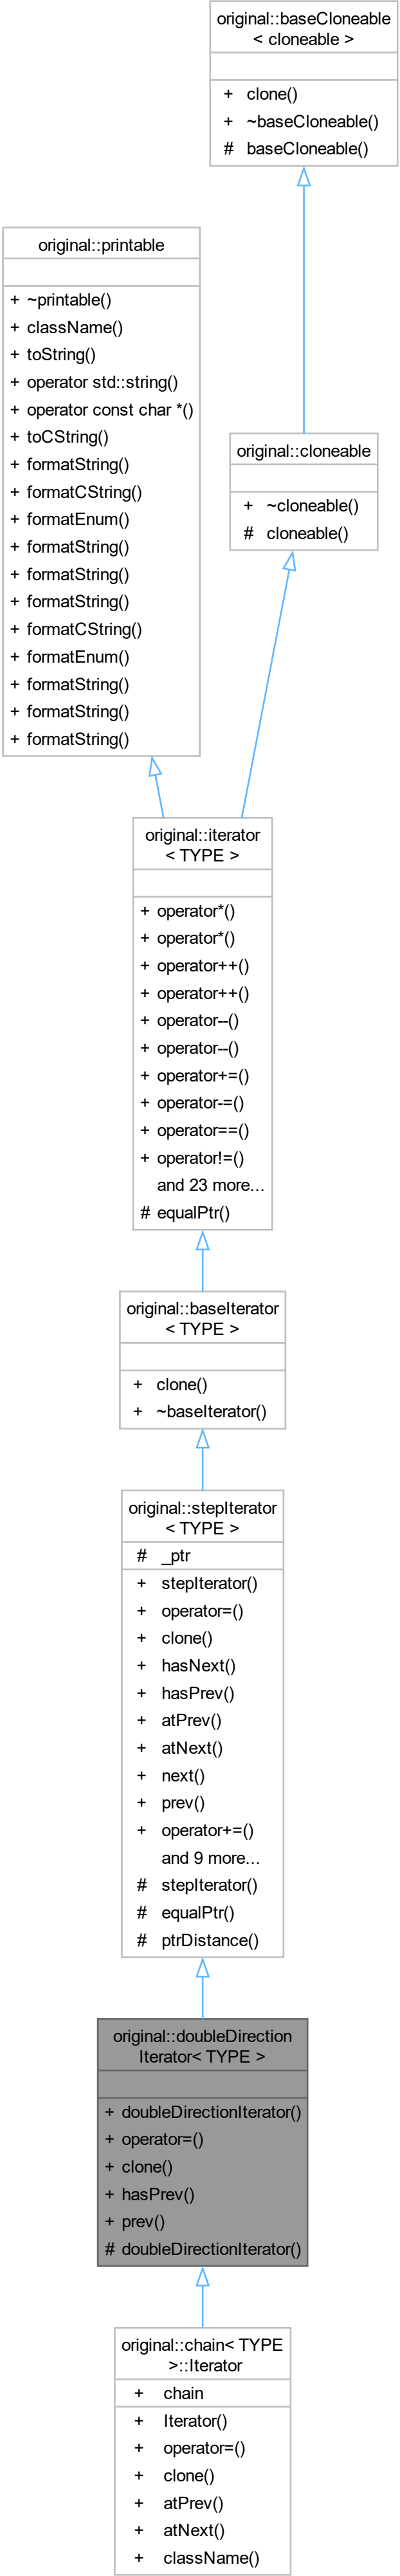 original::baseCloneable
< cloneable >
+ clone()
+ ~baseCloneable()
# baseCloneable()
original::printable
+ ~printable()
+ className()
+ toString()
+ operator std::string()
+ operator const char *()
+ toCString()
+ formatString()
+ formatCString()
+ formatEnum()
+ formatString()
+ formatString()
+ formatString()
+ formatCString()
+ formatEnum()
+ formatString()
+ formatString()
+ formatString()
original::cloneable
+ ~cloneable()
# cloneable()
original::iterator
< TYPE >
+ operator*()
+ operator*()
+ operator++()
+ operator++()
+ operator--()
+ operator--()
+ operator+=()
+ operator-=()
+ operator==()
+ operator!=()
and 23 more...
# equalPtr()
original::baseIterator
< TYPE >
+ clone()
+ ~baseIterator()
original::stepIterator
< TYPE >
# _ptr
+ stepIterator()
+ operator=()
+ clone()
+ hasNext()
+ hasPrev()
+ atPrev()
+ atNext()
+ next()
+ prev()
+ operator+=()
and 9 more...
# stepIterator()
# equalPtr()
# ptrDistance()
original::doubleDirection
Iterator< TYPE >
+ doubleDirectionIterator()
+ operator=()
+ clone()
+ hasPrev()
+ prev()
# doubleDirectionIterator()
original::chain< TYPE
>::Iterator
+ chain
+ Iterator()
+ operator=()
+ clone()
+ atPrev()
+ atNext()
+ className()